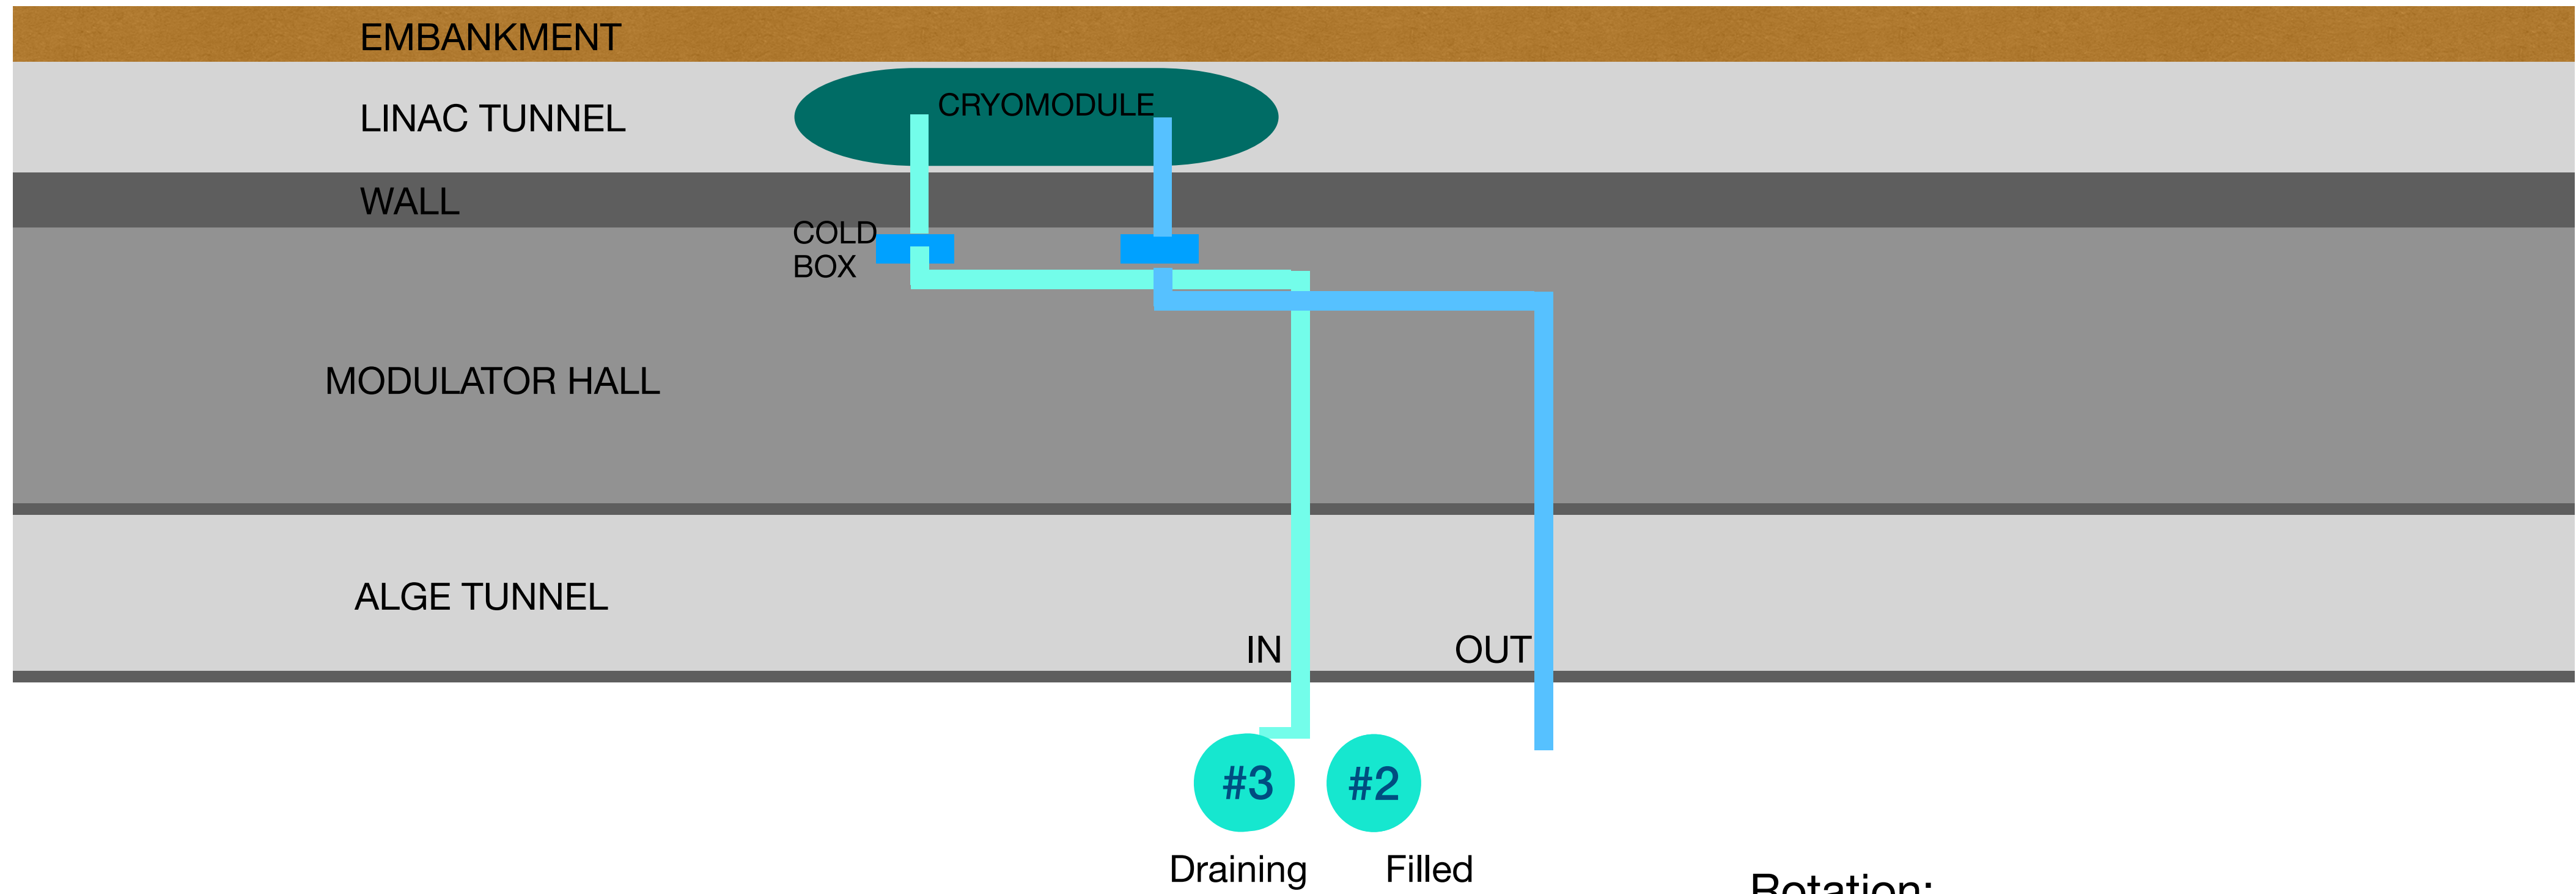 EMBANKMENT
LINAC TUNNEL
CRYOMODULE
WALL
COLD
BOX
MODULATOR HALL
ALGE TUNNEL
IN
OUT
#3
#2
Draining
Filled
Rotation: